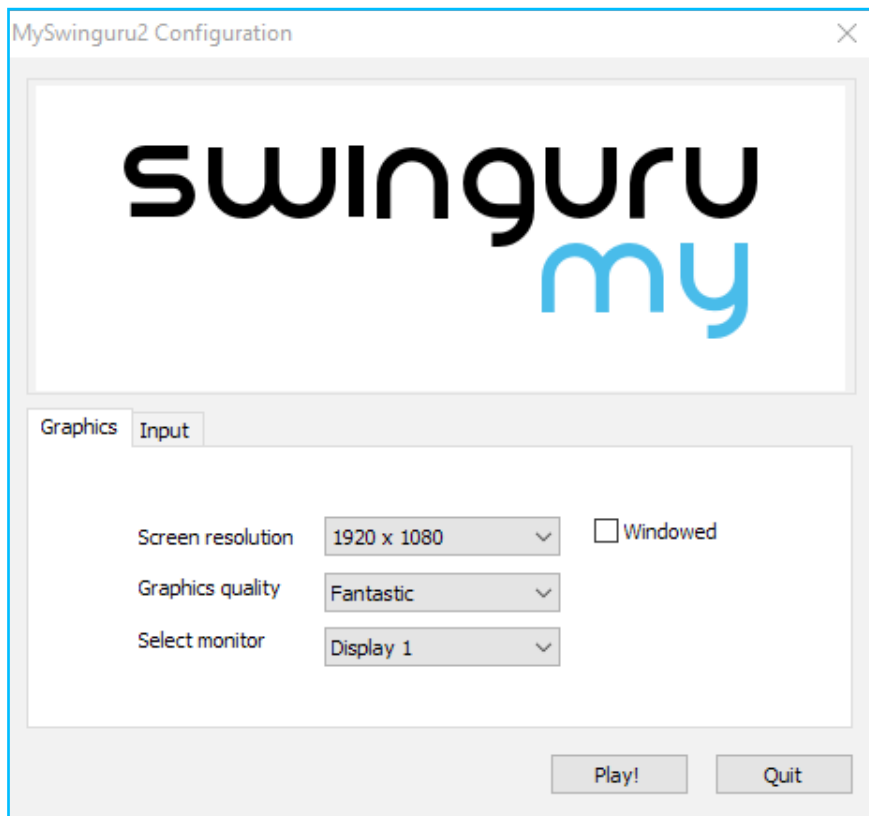 MySwinguru2 Configuration
swinguru
my
Graphics Input
Screen resolution 1920 x 1080 Windowed
Graphics quality Fantastic
Select monitor Display 1
Play! Quit